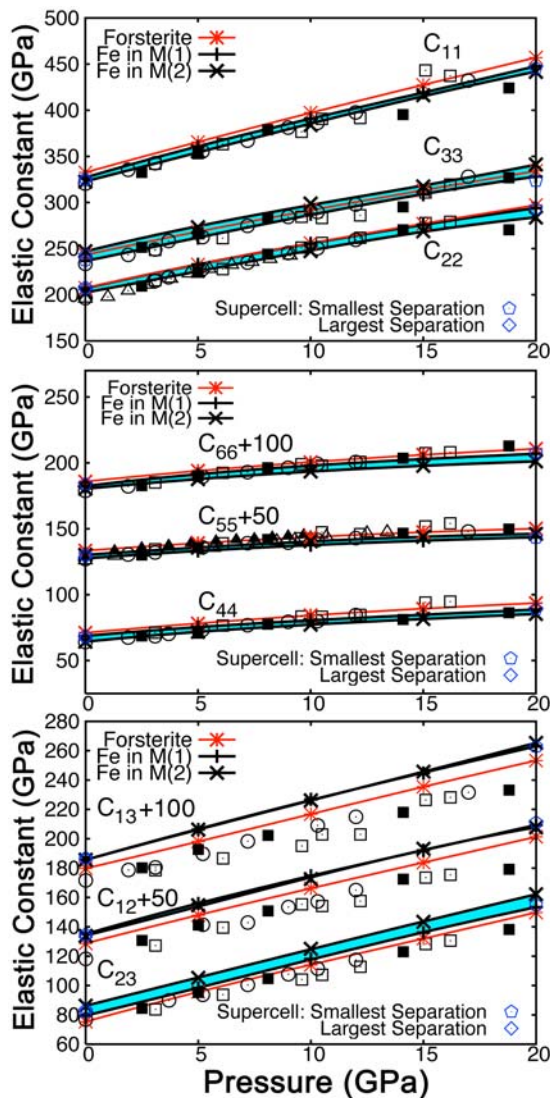 500
450
400
350
300
250
200
150
Elastic Constant (GPa)
Forsterite
Fe in M(1)
Fe in M(2)
C11
C33
C22
Supercell: Smallest Separation
Largest Separation
0 5 10 15 20
250
200
150
100
50
Elastic Constant (GPa)
Forsterite
Fe in M(1)
Fe in M(2)
C66+100
C55+50
C44
Supercell: Smallest Separation
Largest Separation
0 5 10 15 20
280
260
240
220
200
180
160
140
120
100
80
60
Elastic Constant (GPa)
Forsterite
Fe in M(1)
Fe in M(2)
C13+100
C12+50
C23
Supercell: Smallest Separation
Largest Separation
0 5 10 15 20
Pressure (GPa)